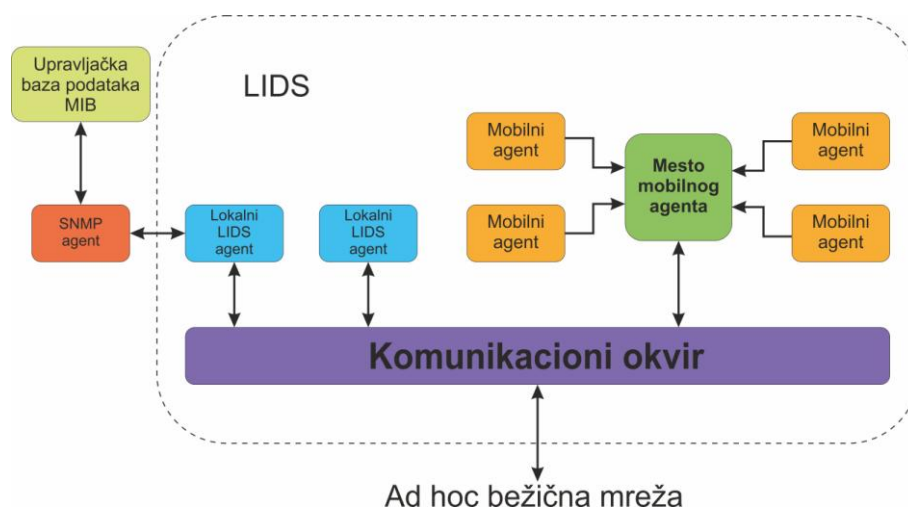 Upravljačka
baza podataka
MIB
LIDS
Mobilni
agent
Mobilni
agent
Mesto
mobilnog
agenta
Mobilni
agent
Mobilni
agent
SNMP
agent
Lokalni
LIDS
agent
Lokalni
LIDS
agent
Komunikacioni okvir
Ad hoc bežična mreža